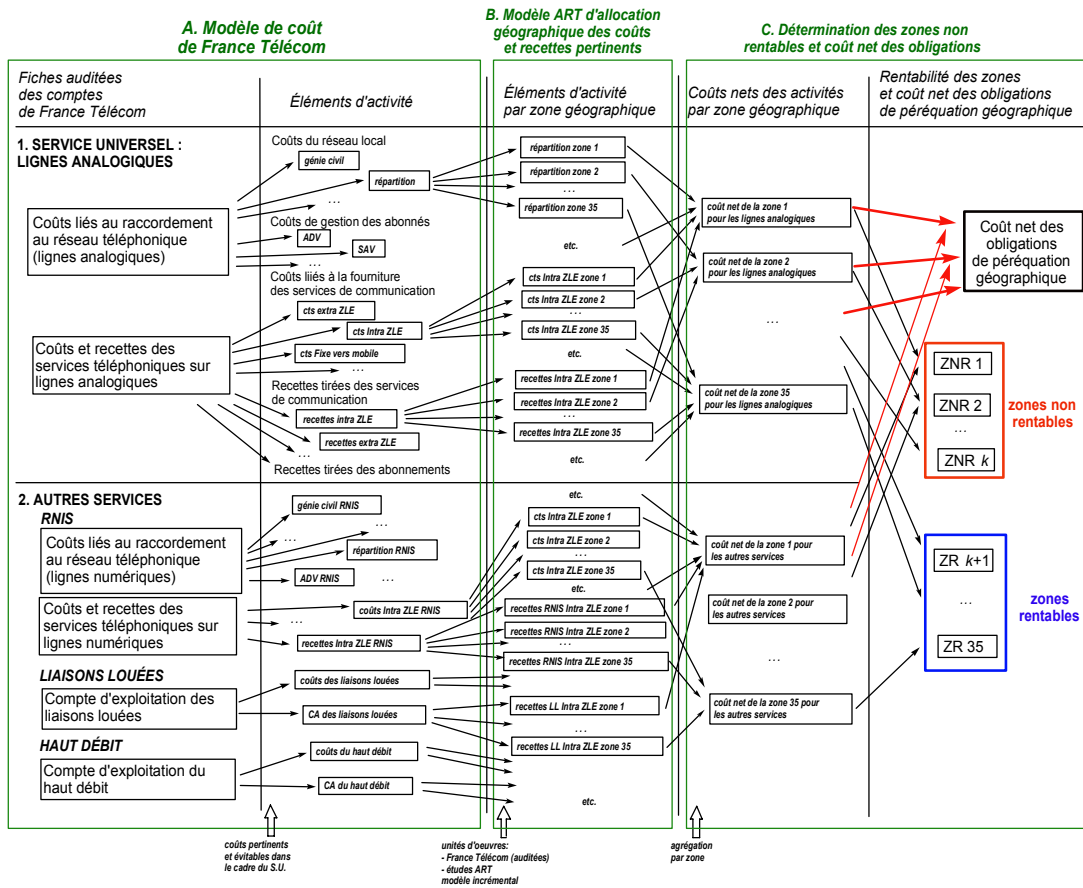 A. Modèle de coût
de France Télécom
B. Modèle ART d'allocation
géographique des coûts
et recettes pertinents
C. Détermination des zones non
rentables et coût net des obligations
Fiches auditées
des comptes
de France Télécom
Éléments d'activité
Éléments d'activité
par zone géographique
Coûts nets des activités
par zone géographique
Rentabilité des zones
et coût net des obligations
de péréquation géographique
1. SERVICE UNIVERSEL :
LIGNES ANALOGIQUES
Coûts liés au raccordement
au réseau téléphonique
(lignes analogiques)
Coûts et recettes des
services téléphoniques sur
lignes analogiques
Coûts du réseau local
génie civil
répartition
...
Coûts de gestion des abonnés
ADV
SAV
...
Coûts lliés à la fourniture
des services de communication
cts extra ZLE
cts Intra ZLE
cts Fixe vers mobile
...
Recettes tirées des services
de communication
recettes intra ZLE
recettes extra ZLE
...
Recettes tirées des abonnements
répartition zone 1
répartition zone 2
...
répartition zone 35
etc.
cts Intra ZLE zone 1
cts Intra ZLE zone 2
...
cts Intra ZLE zone 35
etc.
recettes Intra ZLE zone 1
recettes Intra ZLE zone 2
...
recettes Intra ZLE zone 35
etc.
coût net de la zone 1
pour les lignes analogiques
coût net de la zone 2
pour les lignes analogiques
...
coût net de la zone 35
pour les lignes analogiques
Coût net des
obligations
de péréquation
géographique
ZNR 1
ZNR 2
...
ZNR k
zones non
rentables
2. AUTRES SERVICES
RNIS
Coûts liés au raccordement
au réseau téléphonique
(lignes numériques)
Coûts et recettes des
services téléphoniques sur
lignes numériques
LIAISONS LOUÉES
Compte d'exploitation des
liaisons louées
HAUT DÉBIT
Compte d'exploitation du
haut débit
génie civil RNIS
...
...
répartition RNIS
ADV RNIS
...
coûts Intra ZLE RNIS
...
recettes Intra ZLE RNIS
coûts des liaisons louées
CA des liaisons louées
coûts du haut débit
CA du haut débit
etc.
cts Intra ZLE zone 1
cts Intra ZLE zone 2
...
cts Intra ZLE zone 35
etc.
recettes RNIS Intra ZLE zone 1
recettes RNIS Intra ZLE zone 2
...
recettes RNIS Intra ZLE zone 35
recettes LL Intra ZLE zone 1
...
recettes LL Intra ZLE zone 35
etc.
coût net de la zone 1 pour
les autres services
coût net de la zone 2 pour
les autres services
...
coût net de la zone 35 pour
les autres services
ZR k+1
...
ZR 35
zones
rentables
coûts pertinents
et évitables dans
le cadre du S.U.
unités d'oeuvres:
- France Télécom (auditées)
- études ART
modèle incrémental
agrégation
par zone